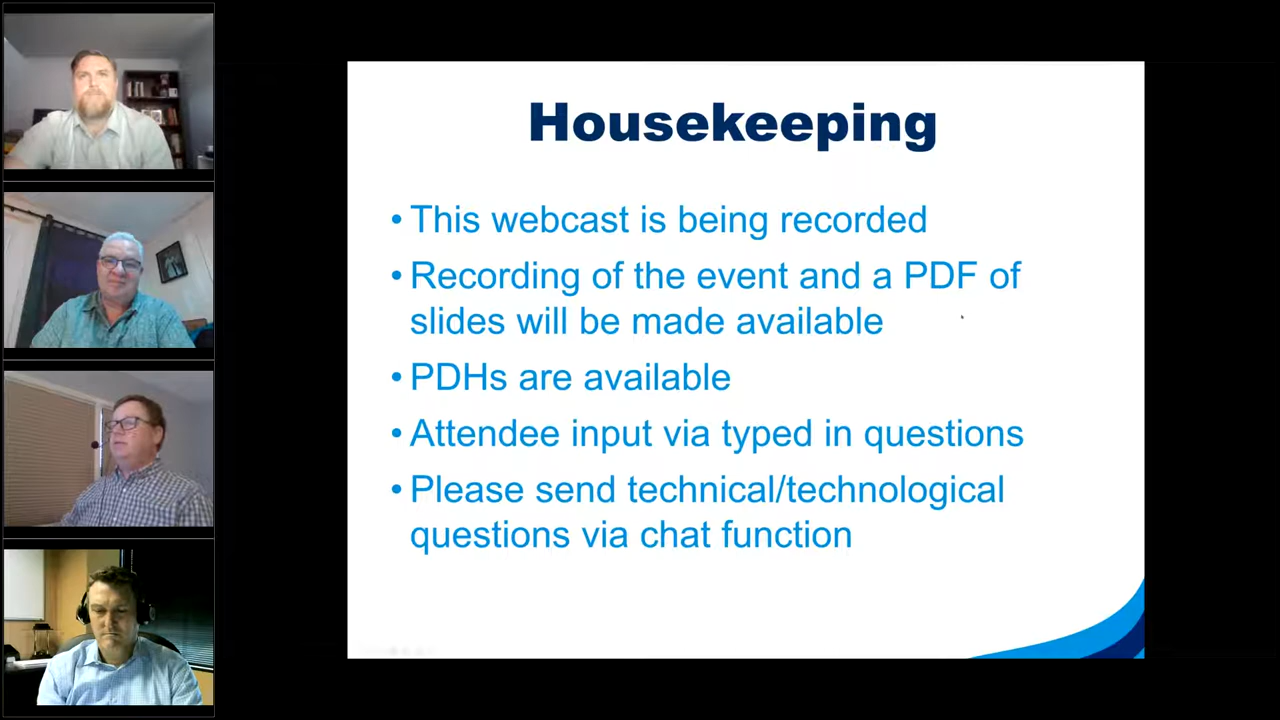 Housekeeping
• This webcast is being recorded
• Recording of the event and a PDF of
slides will be made available
• PDHs are available
• Attendee input via typed in questions
• Please send technical/technological
questions via chat function